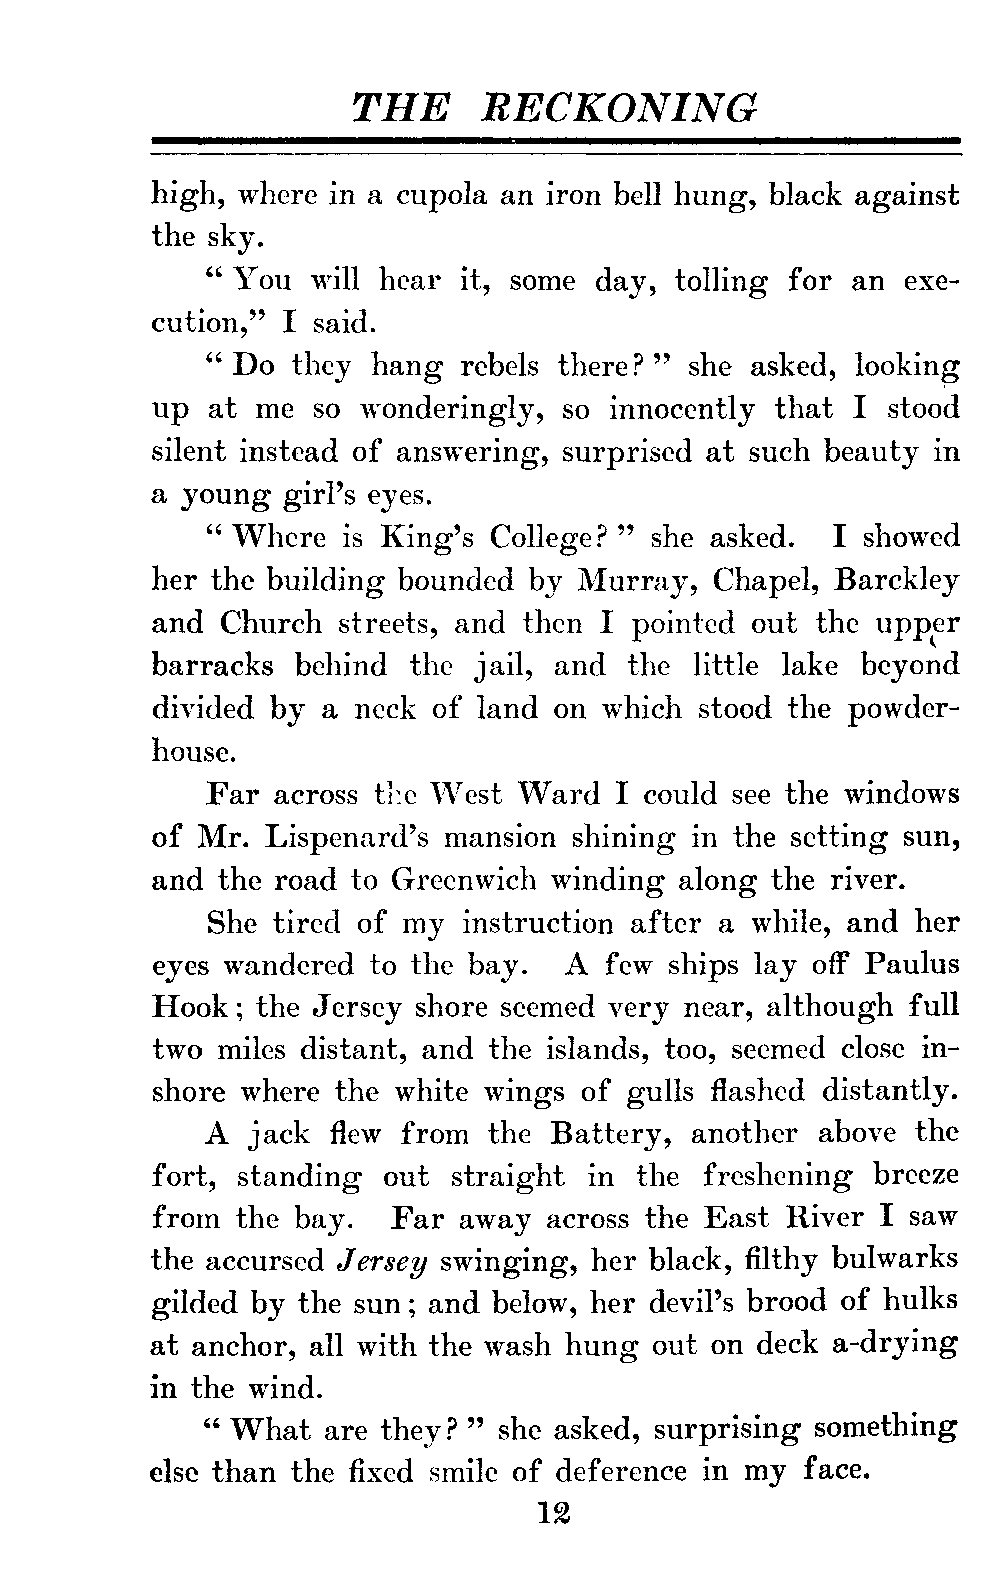 THE RECKONING
high, where in a cupola an iron bell hung, black against
the sky.
“ You will hear it, some day, tolling for an exe-
cution,” I said.
“ Do they hang rebels there? ” she asked, looking
up at me so wonderingly, so innocently that I stood
silent instead of answering, surprised at such beauty in
a young girl’s eyes.
“ Where is King’s College? ” she asked. I showed
her the building bounded by Murray, Chapel, Barckley
and Church streets, and then I pointed out the upper
barracks behind the jail, and the little lake beyond
divided by a neck of land on which stood the powder-
house.
Far across the West Ward I could see the windows
of Mr. Lispenard’s mansion shining in the setting sun,
and the road to Greenwich winding along the river.
She tired of my instruction after a while, and her
eyes wandered to the bay. A few ships lay off Paulus
Hook ; the Jersey shore seemed very near, although full
two miles distant, and the islands, too, seemed close in-
shore where the white wings of gulls flashed distantly.
A jack flew from the Battery, another above the
fort, standing out straight in the freshening breeze
from the bay. Far away across the East River I saw
the accursed Jersey swinging, her black, filthy bulwarks
gilded by the sun ; and below, her devil’s brood of hulks
at anchor, all with the wash hung out on deck a-drying
in the wind.
“ What are they? ” she asked, surprising something
else than the fixed smile of deference in my face.
12